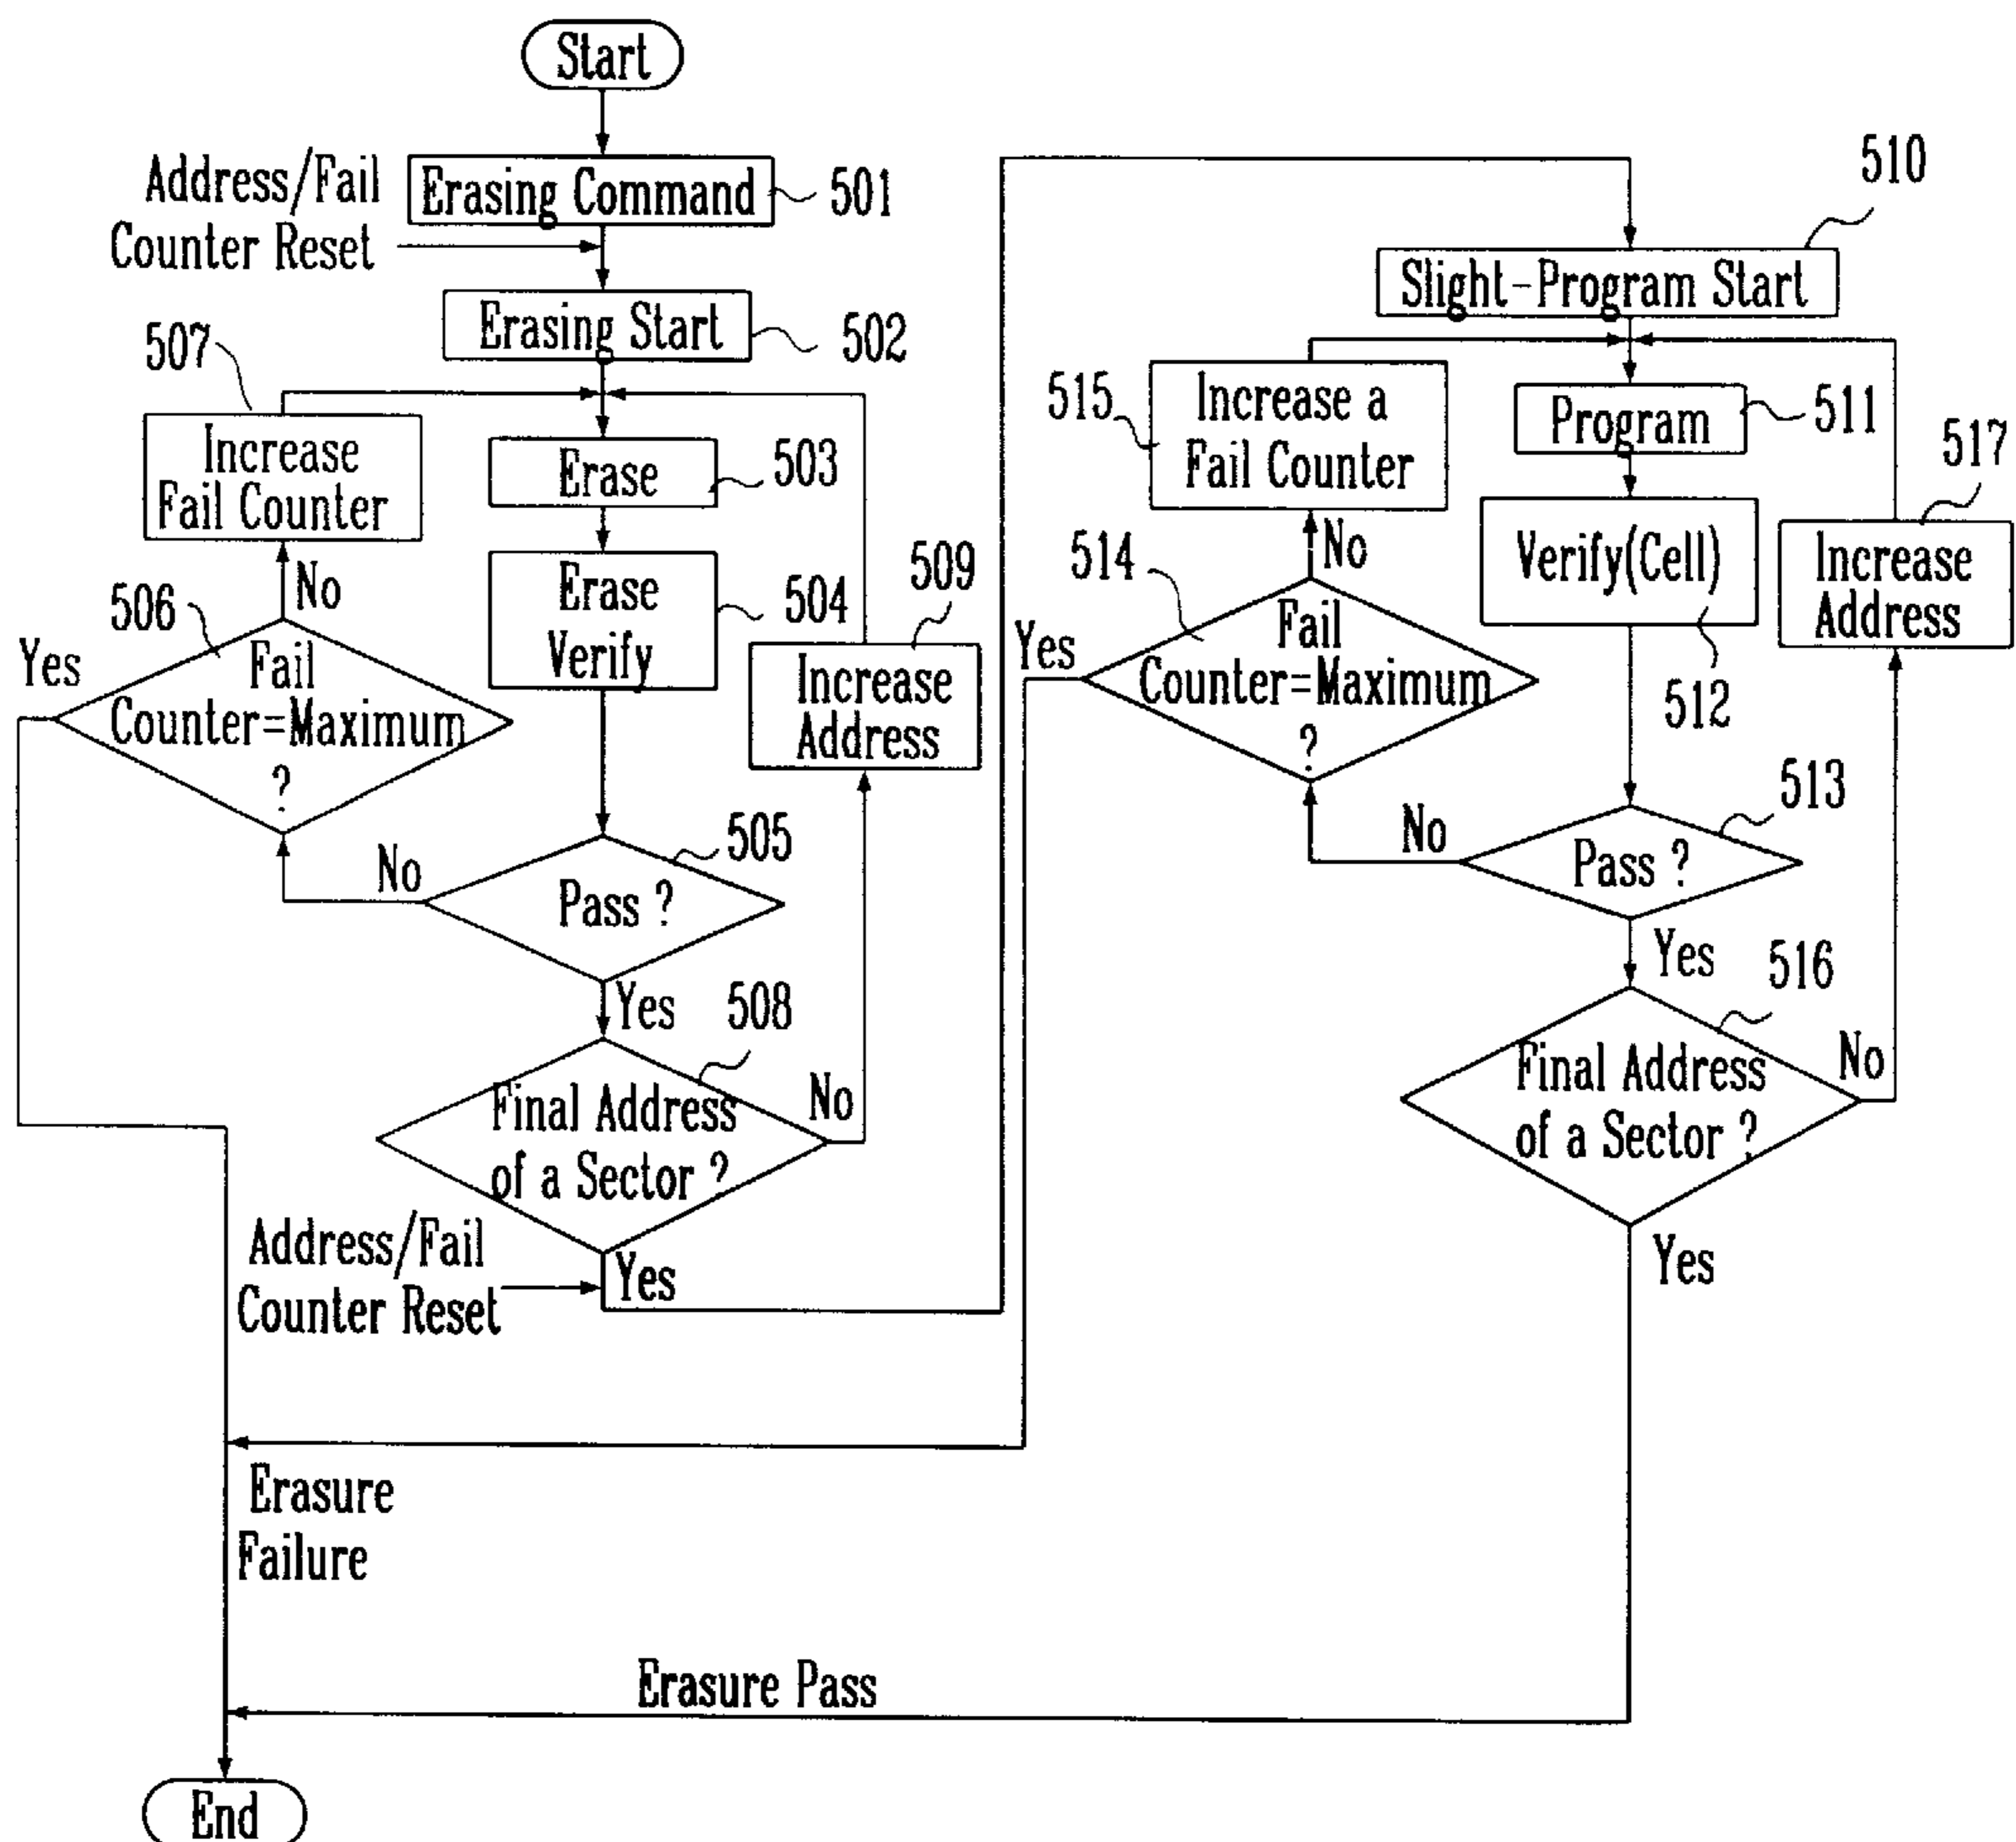 Start
Address/Fail
Counter Reset
Erasing Command
501
Erasing Start
502
507
Increase
Fail Counter
Erase
503
Erase
Verify
504
509
Increase
Address
506
No
Yes
Fail
Counter=Maximum
?
No
505
Pass ?
Yes
508
Final Address
of a Sector ?
No
Address/Fail
Counter Reset
Yes
510
Slight-Program Start
515
Increase a
Fail Counter
Program
511
517
Verify(Cell)
512
Increase
Address
514
No
Yes
Fail
Counter=Maximum
?
No
513
Pass ?
Yes
516
Final Address
of a Sector ?
No
Yes
Erasure
Failure
Erasure Pass
End